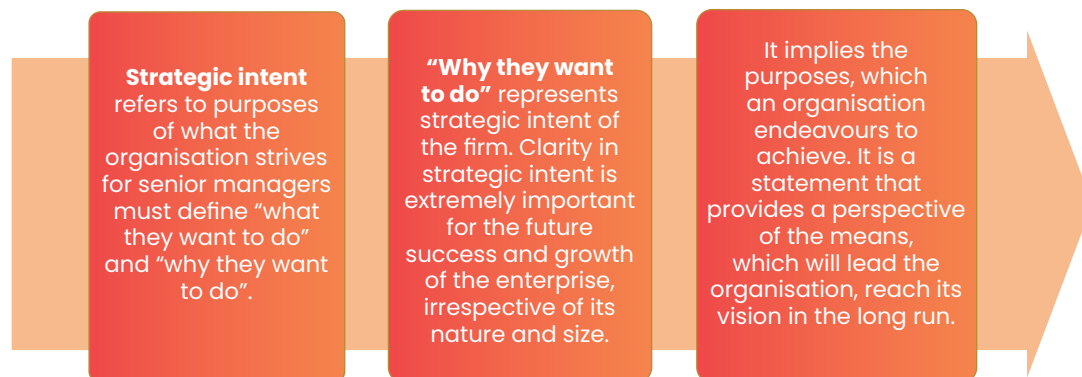 Strategic intent
refers to purposes
of what the
organisation strives
for senior managers
must define “what
they want to do”
and “why they want
to do”.
“Why they want
to do” represents
strategic intent of
the firm. Clarity in
strategic intent is
extremely important
for the future
success and growth
of the enterprise,
irrespective of its
nature and size.
It implies the
purposes, which
an organisation
endeavours to
achieve. It is a
statement that
provides a perspective
of the means,
which will lead the
organisation, reach its
vision in the long run.